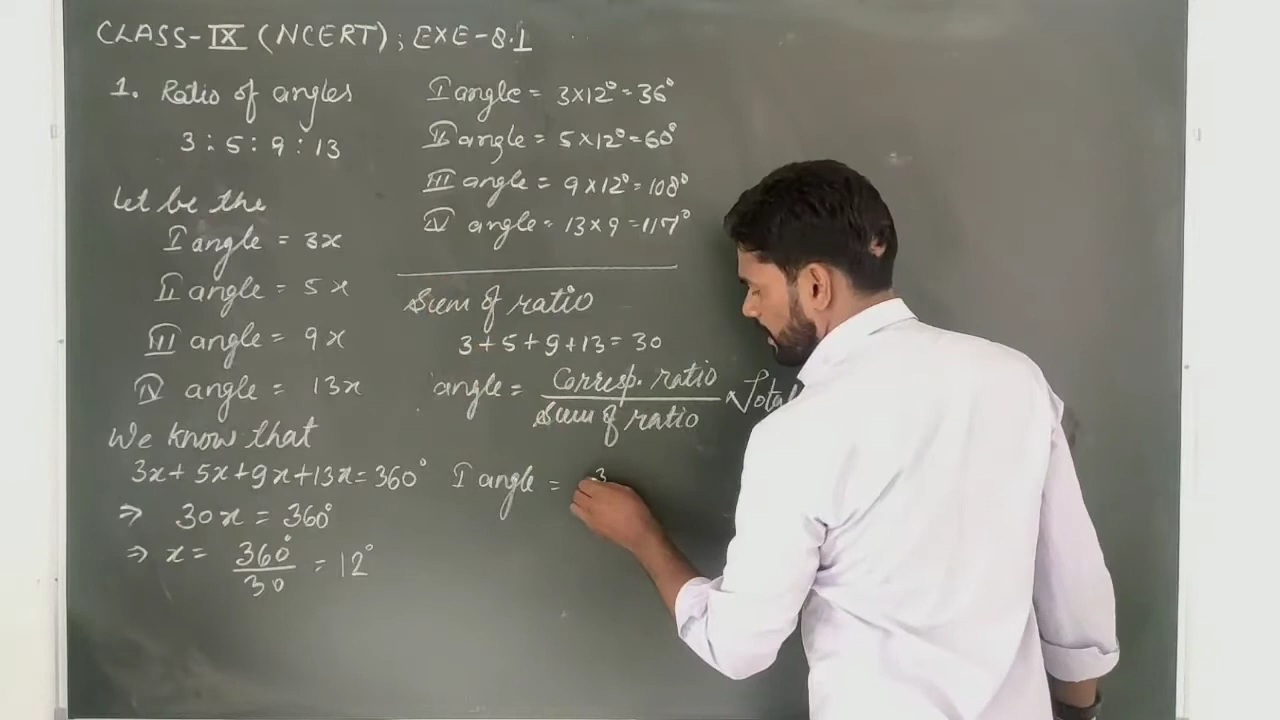 CLASS-IX (NCERT); EXE-8.1
1. Ratio of angles
3:5:9:13
Let be the
I angle = 3x
II angle = 5x
III angle = 9x
IV angle = 13x
We know that
3x+5x+9x+13x=360°
⇒ 30x = 360°
⇒ x = 360°/30 = 12°
I angle = 3×12°=36°
II angle = 5×12°=60°
III angle = 9×12°=108°
IV angle = 13×9=117°
Sum of ratio
3+5+9+13=30
angle = Corresp. ratio/Sum of ratio × Total
I angle = 3